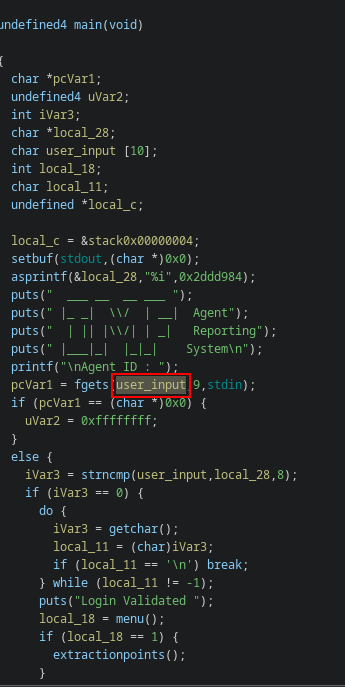 undefined4 main(void)
{
char *pcVar1;
undefined4 uVar2;
int iVar3;
char *local_28;
char user_input [10];
int local_18;
char local_11;
undefined *local_c;
local_c = &stack0x00000004;
setbuf(stdout,(char *)0x0);
asprintf(&local_28,"%i",0x2ddd984);
puts("  ___ __  __ ___ ");
puts(" |_ _|  \\/  | __|  Agent");
puts("  | || |\\/| | _|   Reporting");
puts(" |___|_|  |_|_|    System\n");
printf("\nAgent ID : ");
pcVar1 = fgets(user_input,9,stdin);
if (pcVar1 == (char *)0x0) {
uVar2 = 0xffffffff;
}
else {
iVar3 = strncmp(user_input,local_28,8);
if (iVar3 == 0) {
do {
iVar3 = getchar();
local_11 = (char)iVar3;
if (local_11 == '\n') break;
} while (local_11 != -1);
puts("Login Validated ");
local_18 = menu();
if (local_18 == 1) {
extractionpoints();
}